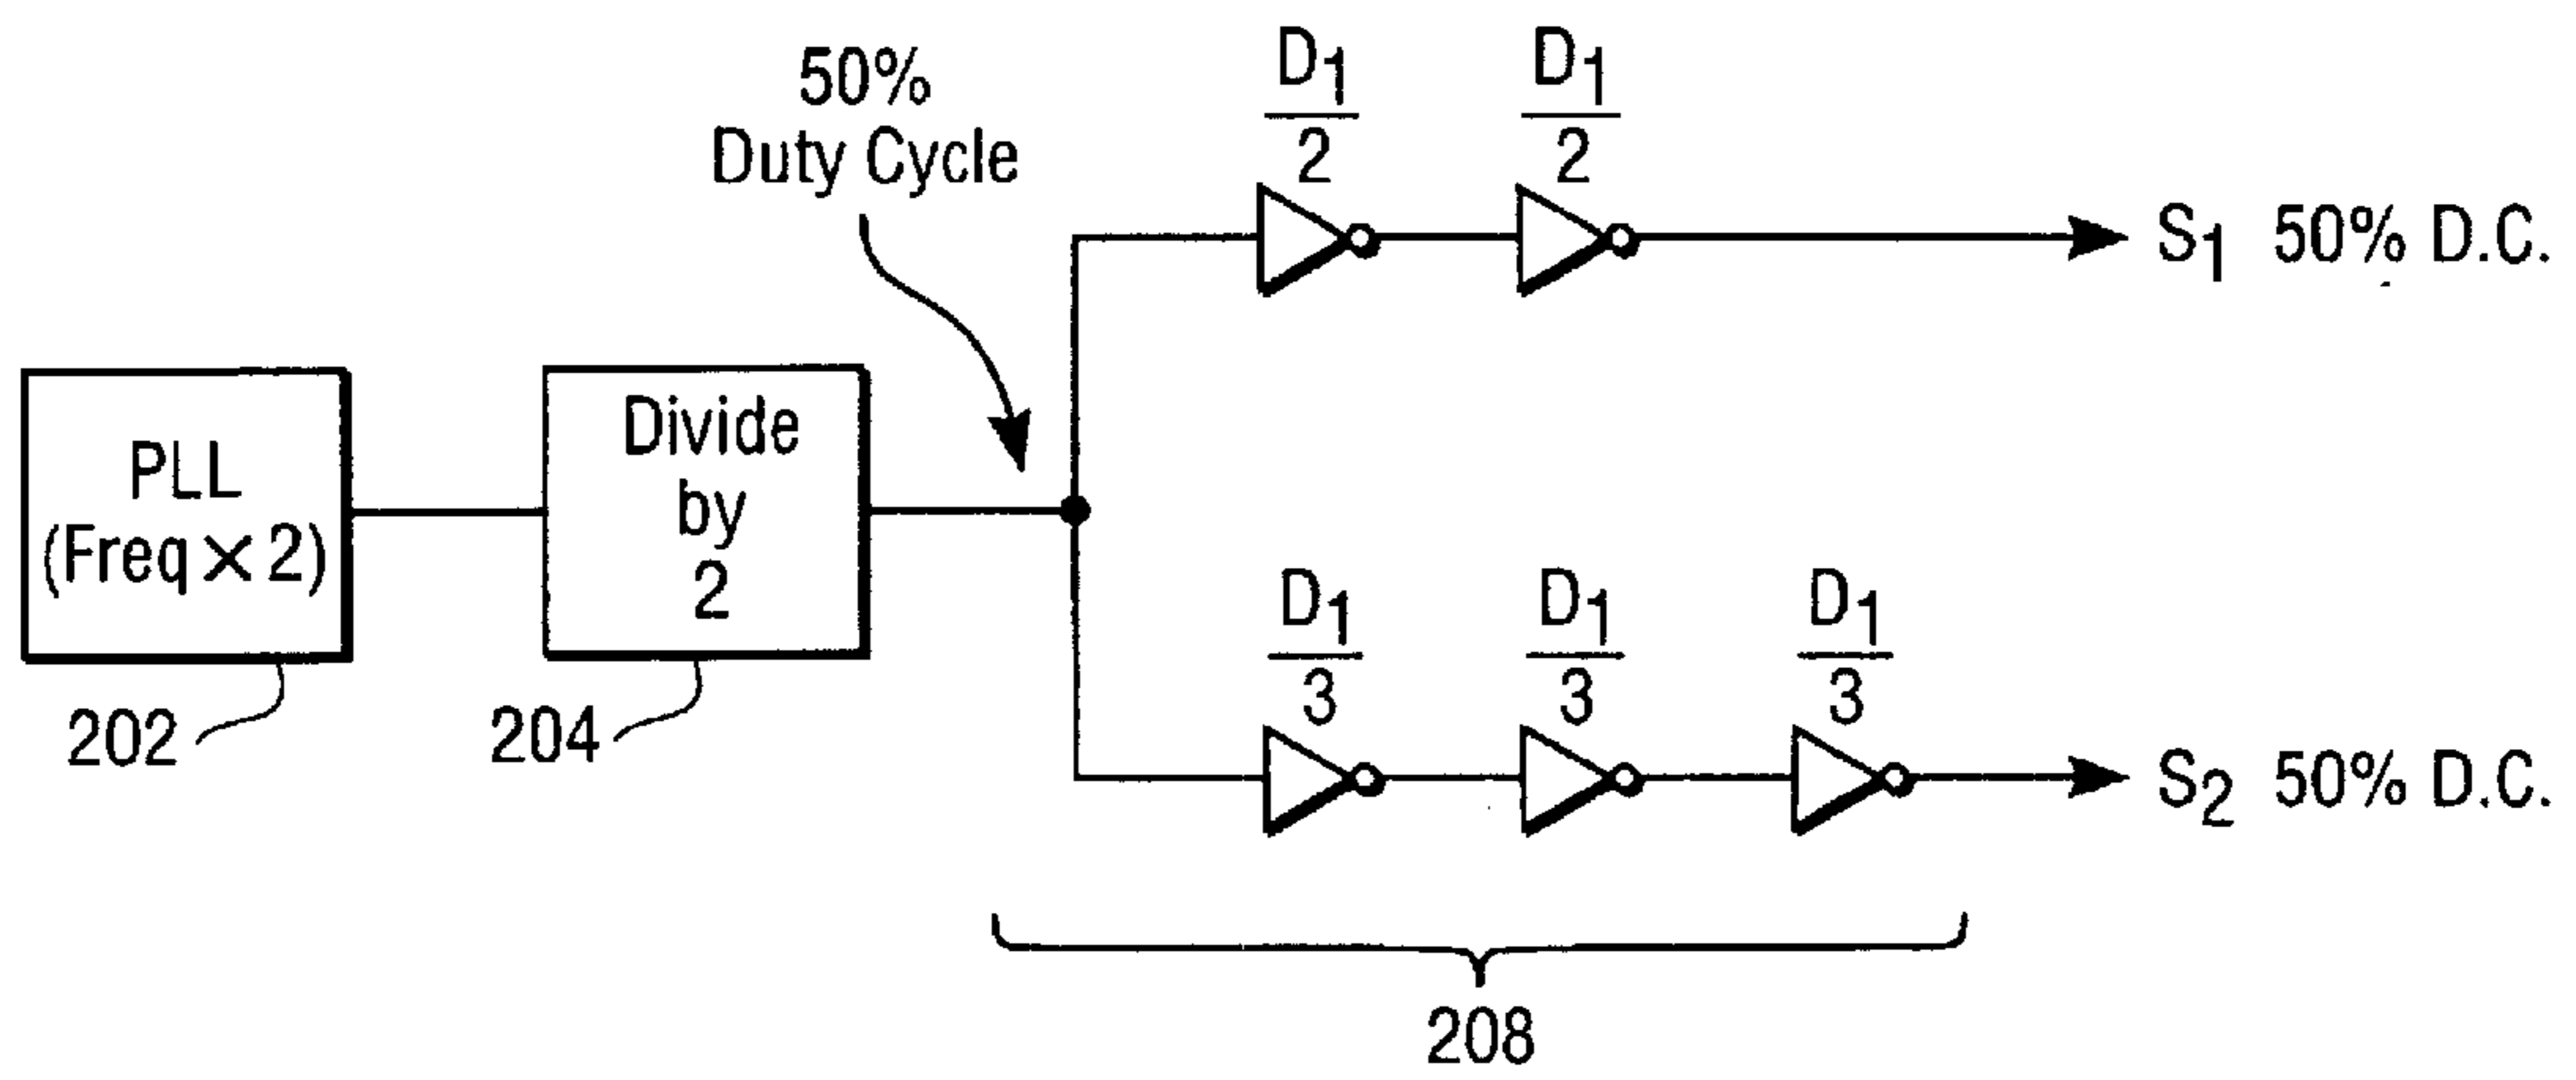 50%
Duty Cycle
D1
2
D1
2
S1 50% D.C.
PLL
(Freq × 2)
202
Divide
by
2
204
D1
3
D1
3
D1
3
S2 50% D.C.
208